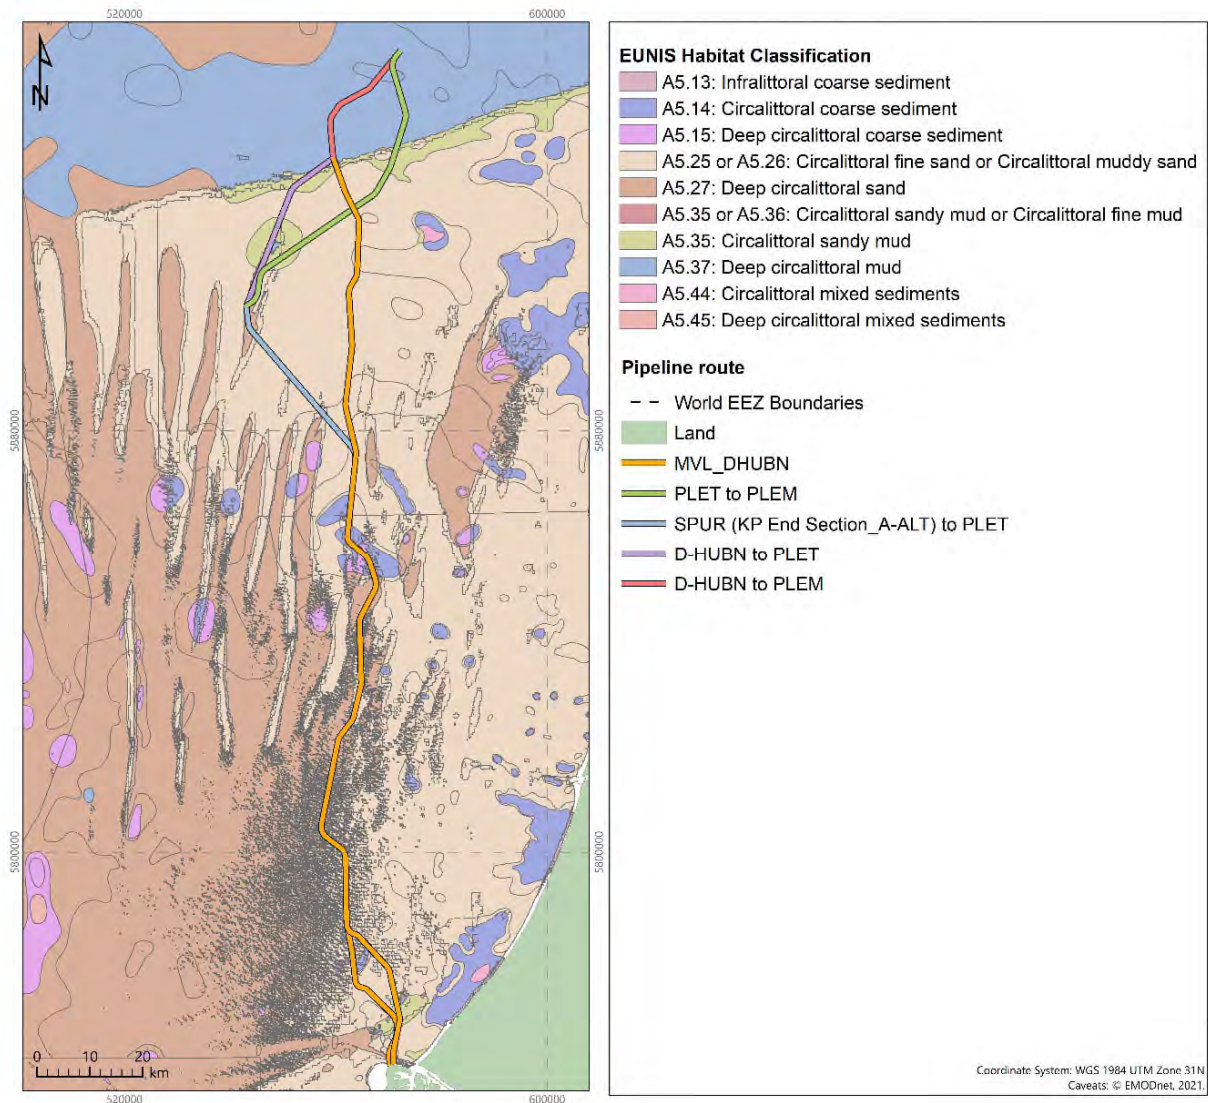 520000
600000
N
5880000
5880000
5800000
5800000
0 10 20
km
520000
600000
EUNIS Habitat Classification
A5.13: Infralittoral coarse sediment
A5.14: Circalittoral coarse sediment
A5.15: Deep circalittoral coarse sediment
A5.25 or A5.26: Circalittoral fine sand or Circalittoral muddy sand
A5.27: Deep circalittoral sand
A5.35 or A5.36: Circalittoral sandy mud or Circalittoral fine mud
A5.35: Circalittoral sandy mud
A5.37: Deep circalittoral mud
A5.44: Circalittoral mixed sediments
A5.45: Deep circalittoral mixed sediments
Pipeline route
World EEZ Boundaries
Land
MVL_DHUBN
PLET to PLEM
SPUR (KP End Section_A-ALT) to PLET
D-HUBN to PLET
D-HUBN to PLEM
Coordinate System: WGS 1984 UTM Zone 31N
Caveats: © EMODnet, 2021.